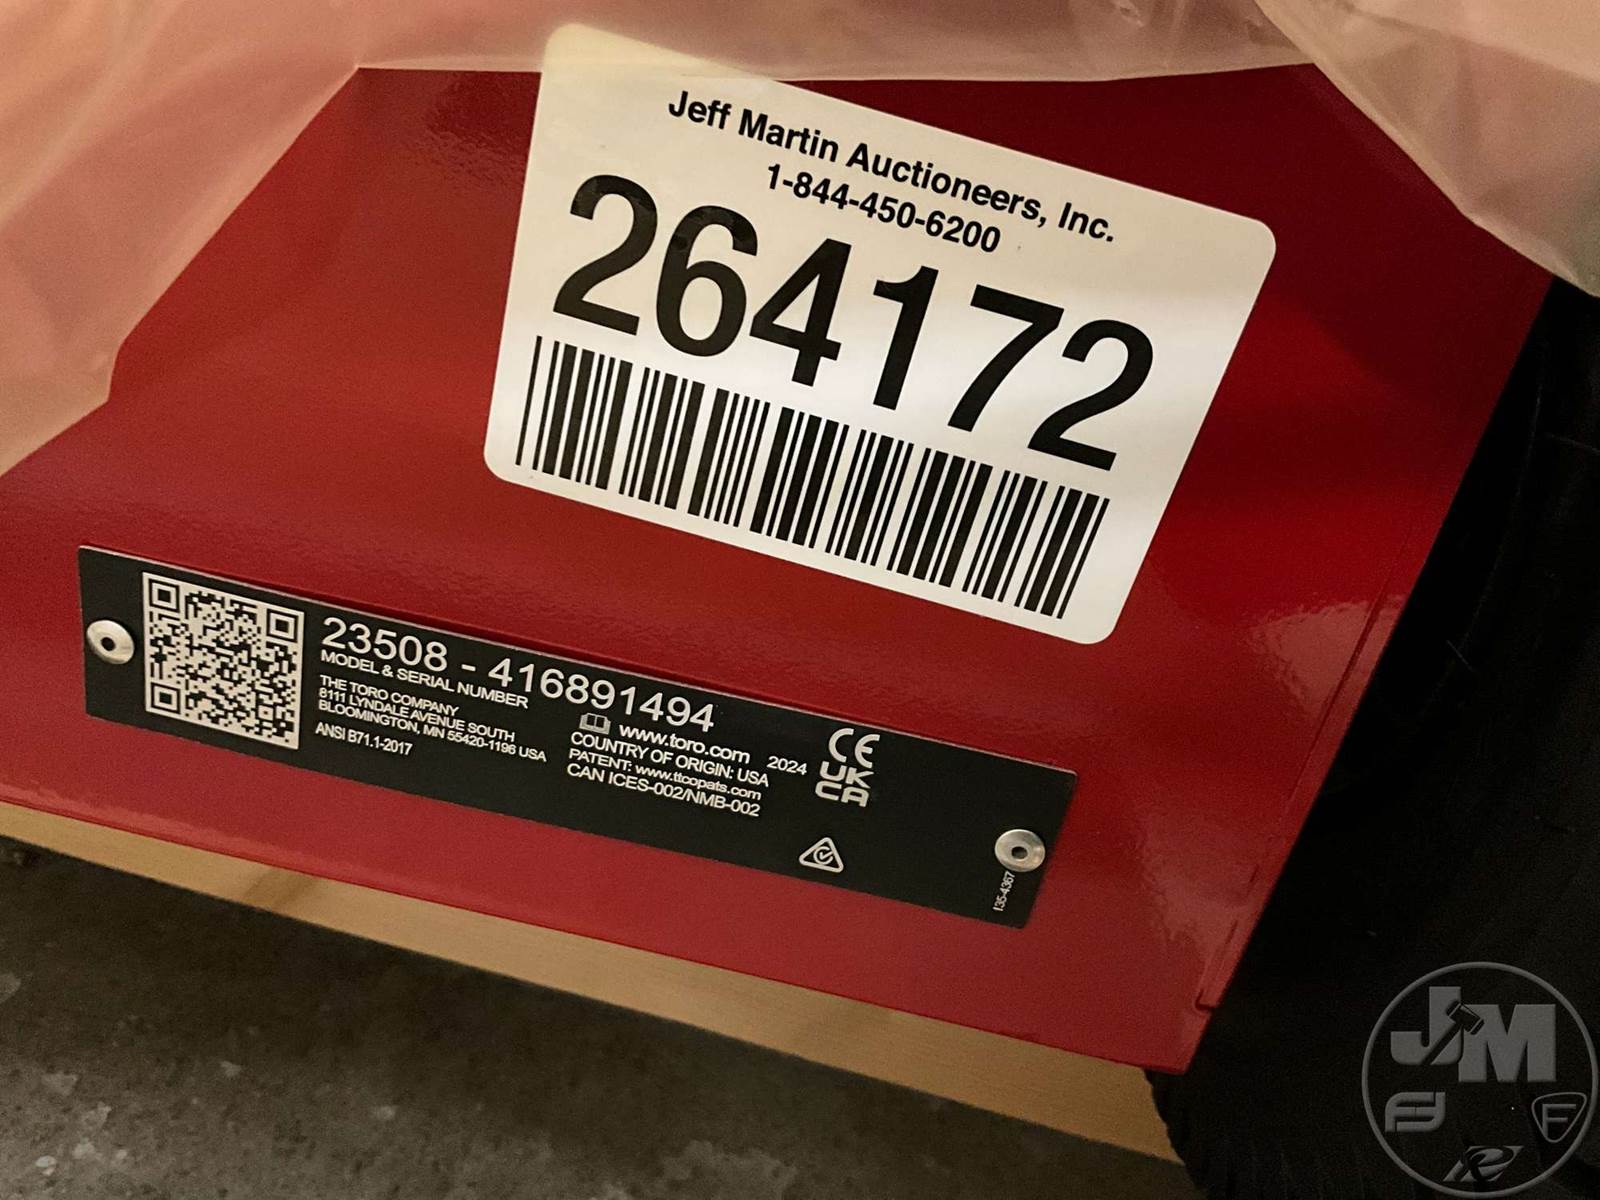 Jeff Martin Auctioneers, Inc.
1-844-450-6200
264172
23508 - 416891494
MODEL & SERIAL NUMBER
THE TORO COMPANY
8111 LYNDALE AVENUE SOUTH
BLOOMINGTON, MN 55420-1196 USA
ANSI B71.1-2017
www.toro.com
COUNTRY OF ORIGIN: USA
PATENT: www.ttcopats.com
CAN ICES-002/NMB-002
2024
CE
UK
CA
135-4367
JM